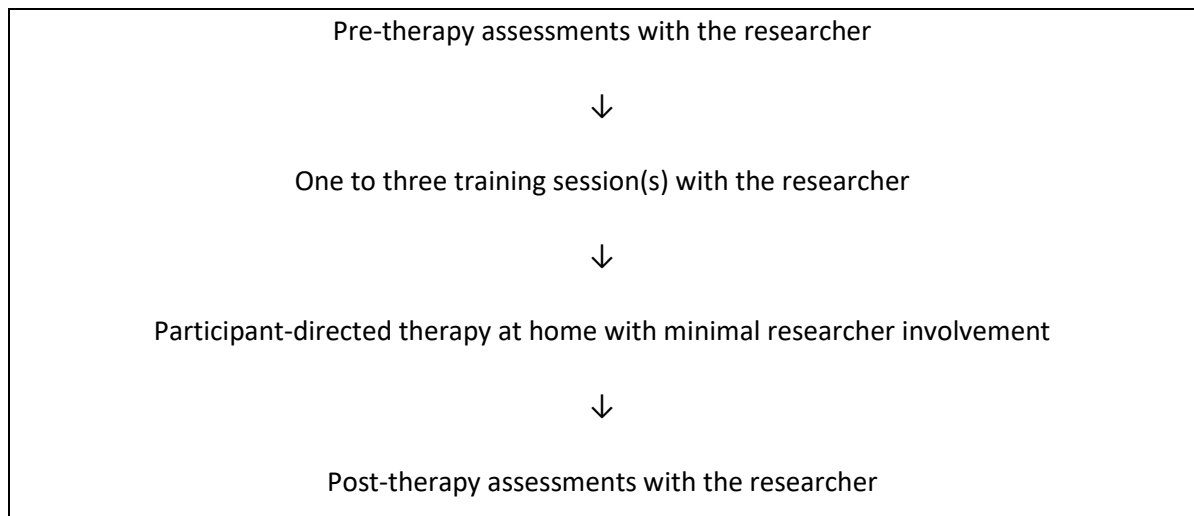 Pre-therapy assessments with the researcher
↓
One to three training session(s) with the researcher
↓
Participant-directed therapy at home with minimal researcher involvement
↓
Post-therapy assessments with the researcher